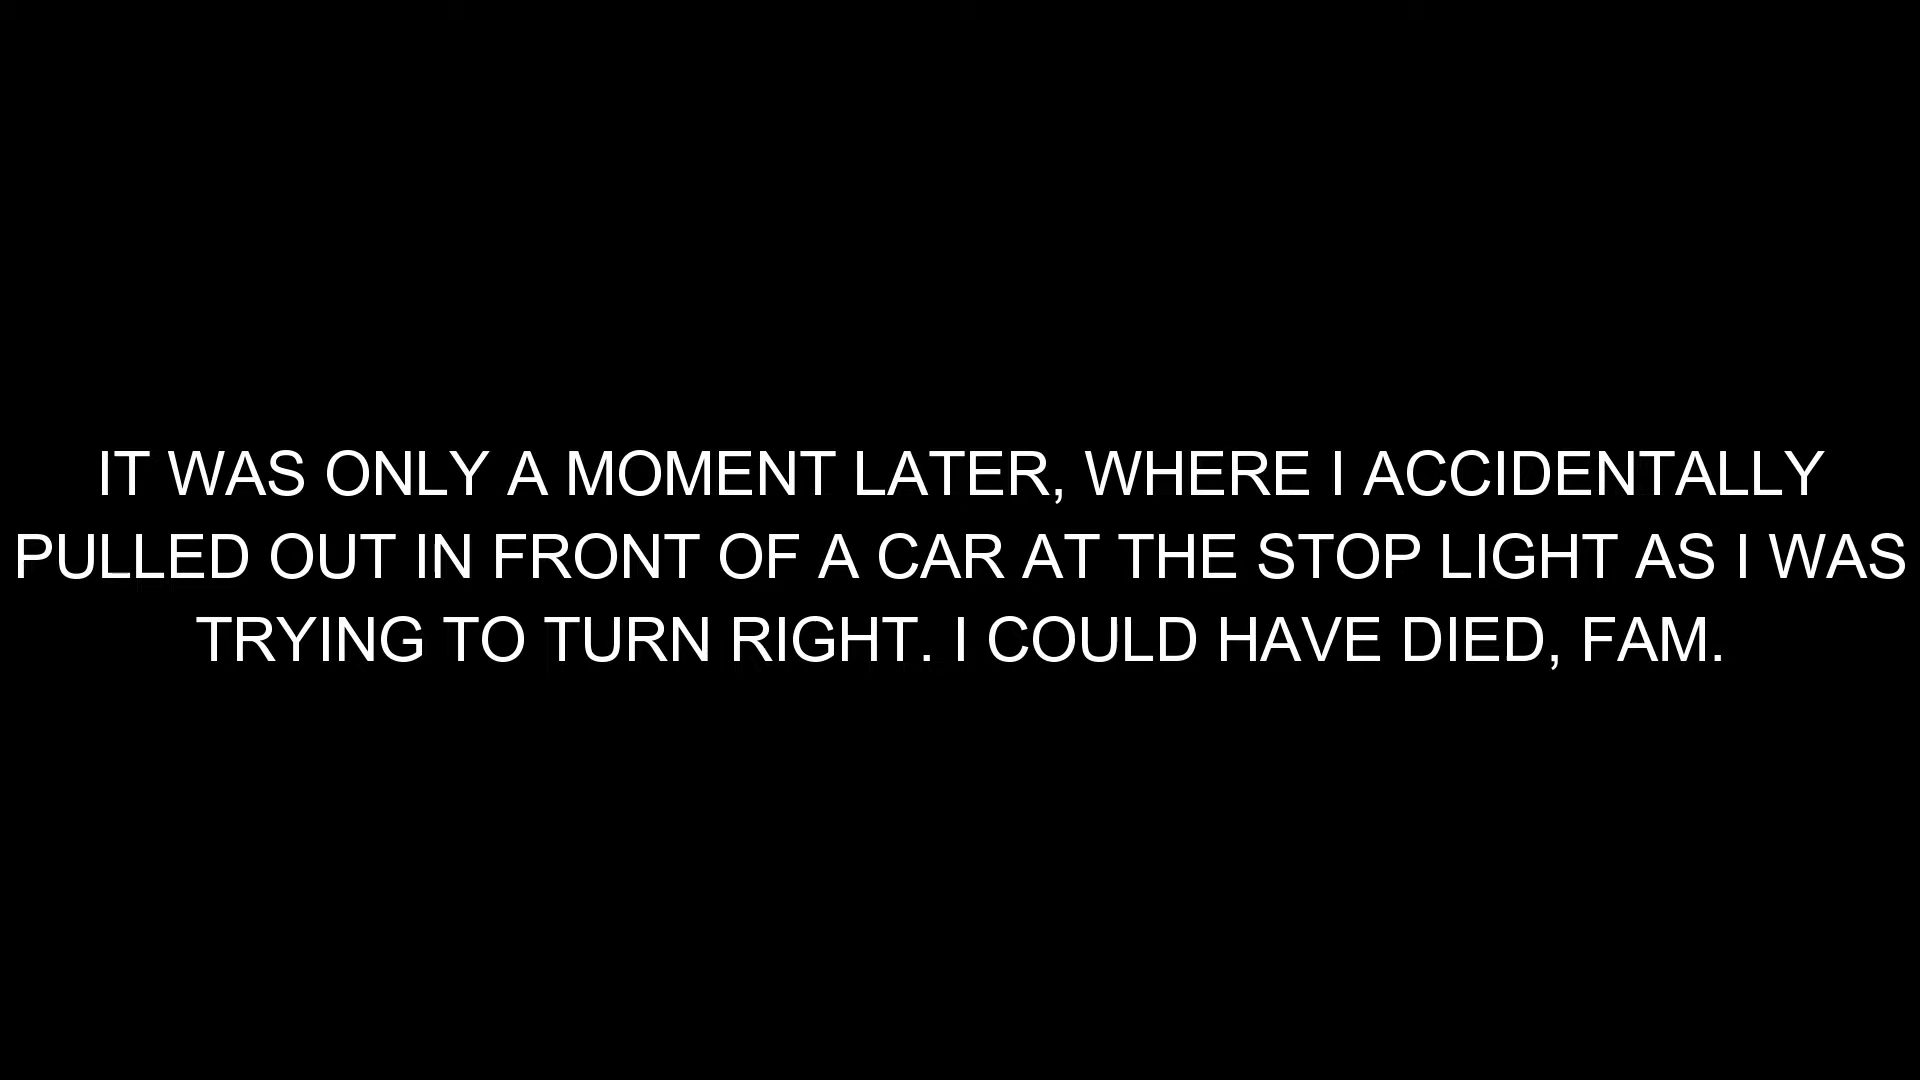 IT WAS ONLY A MOMENT LATER, WHERE I ACCIDENTALLY
PULLED OUT IN FRONT OF A CAR AT THE STOP LIGHT AS I WAS
TRYING TO TURN RIGHT. I COULD HAVE DIED, FAM.